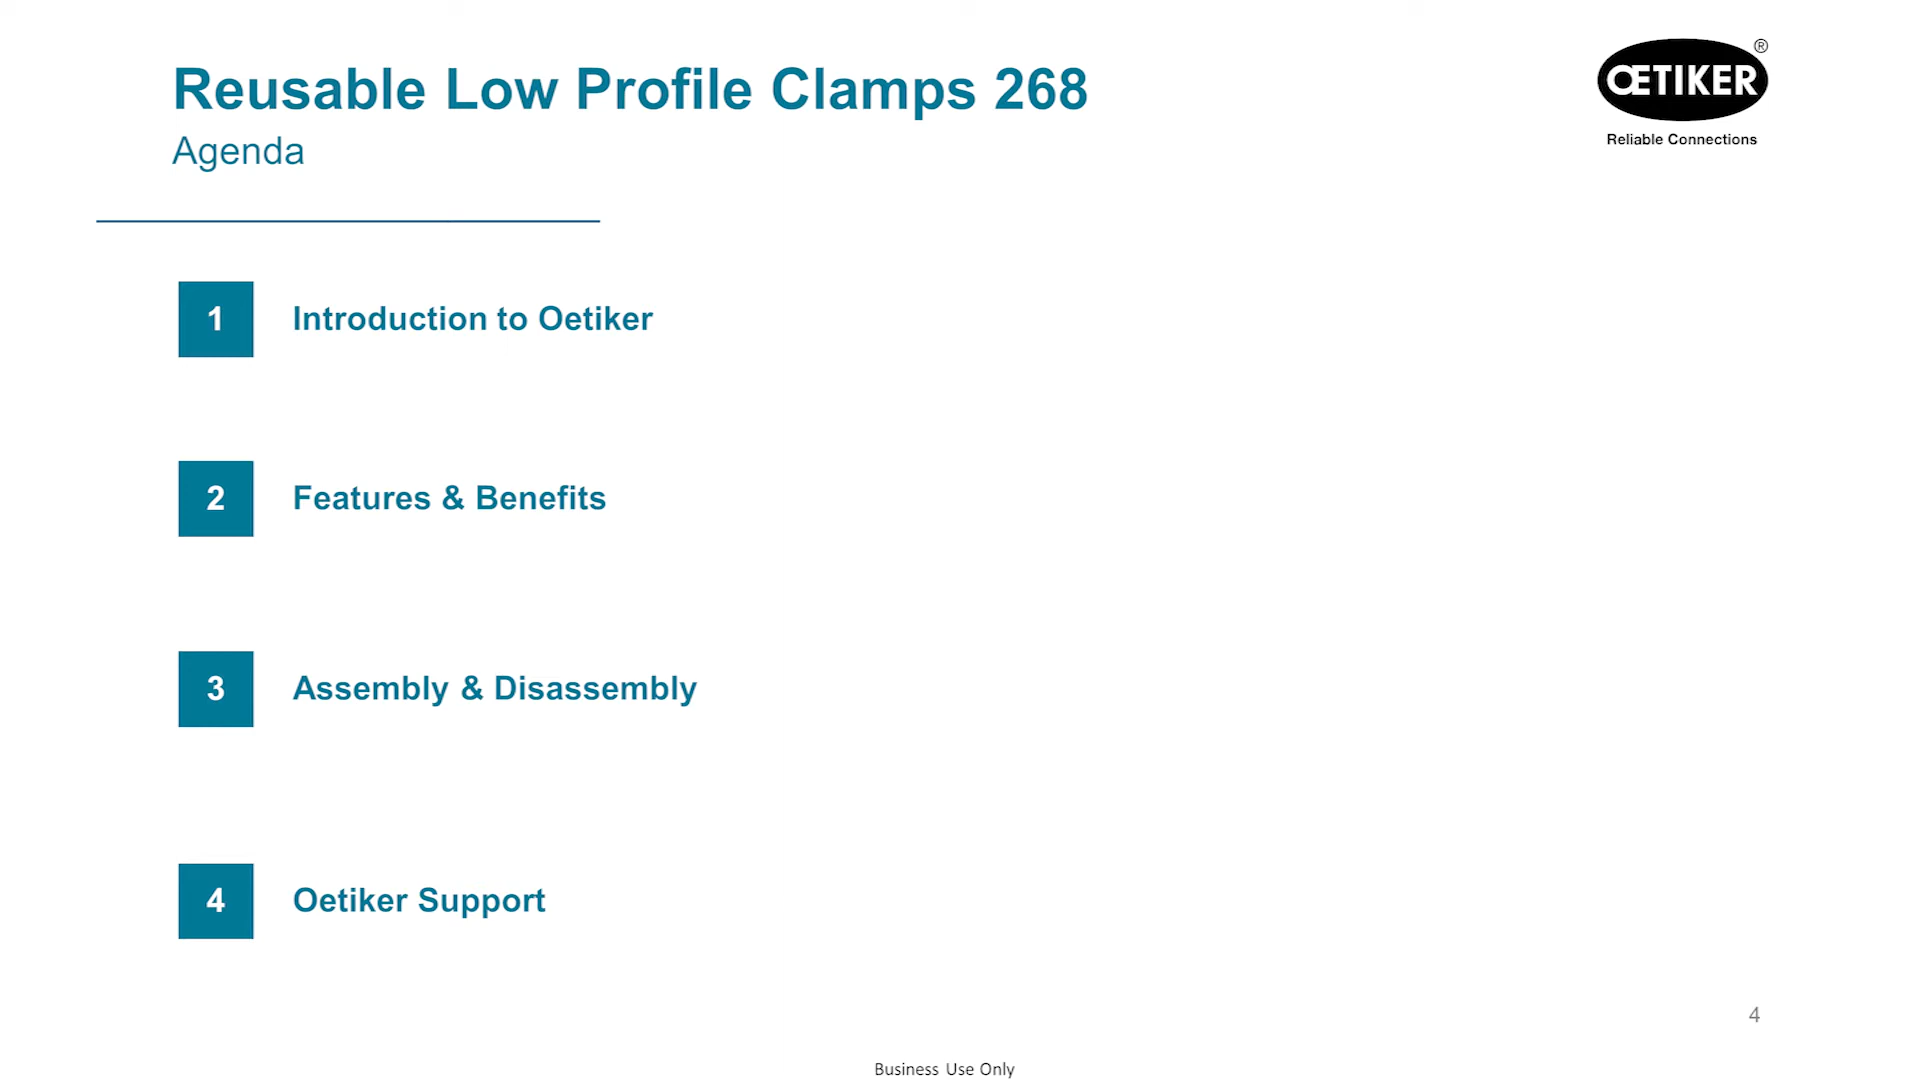 Reusable Low Profile Clamps 268
Agenda
ŒTIKER®
Reliable Connections
1 Introduction to Oetiker
2 Features & Benefits
3 Assembly & Disassembly
4 Oetiker Support
4
Business Use Only